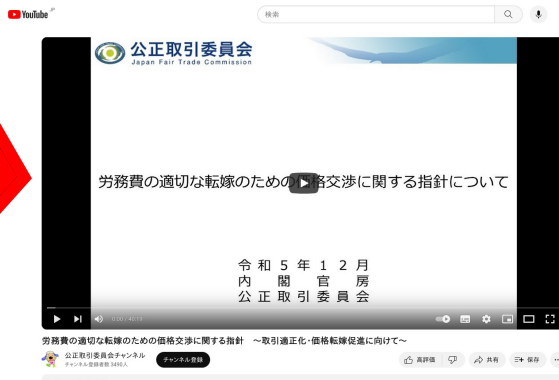 YouTube JP
検索
公正取引委員会
Japan Fair Trade Commission
労務費の適切な転嫁のための価格交渉に関する指針について
令和5年12月
内閣官房
公正取引委員会
0:00 /
労務費の適切な転嫁のための価格交渉に関する指針 ～取引適正化・価格転嫁促進に向けて～
公正取引委員会チャンネル
チャンネル登録者数 3490人
チャンネル登録
高評価
共有
保存